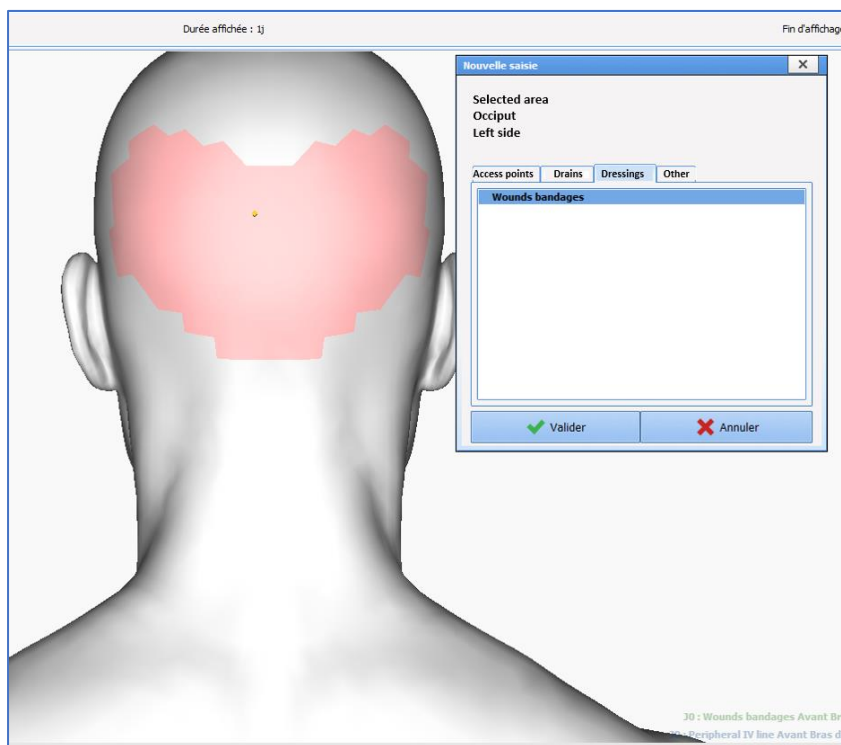 Durée affichée : 1j
Fin d'affichage
Nouvelle saisie
Selected area
Occiput
Left side
Access points Drains Dressings Other
Wounds bandages
Valider Annuler
J0 : Wounds bandages Avant Br
Peripheral IV line Avant Bras d